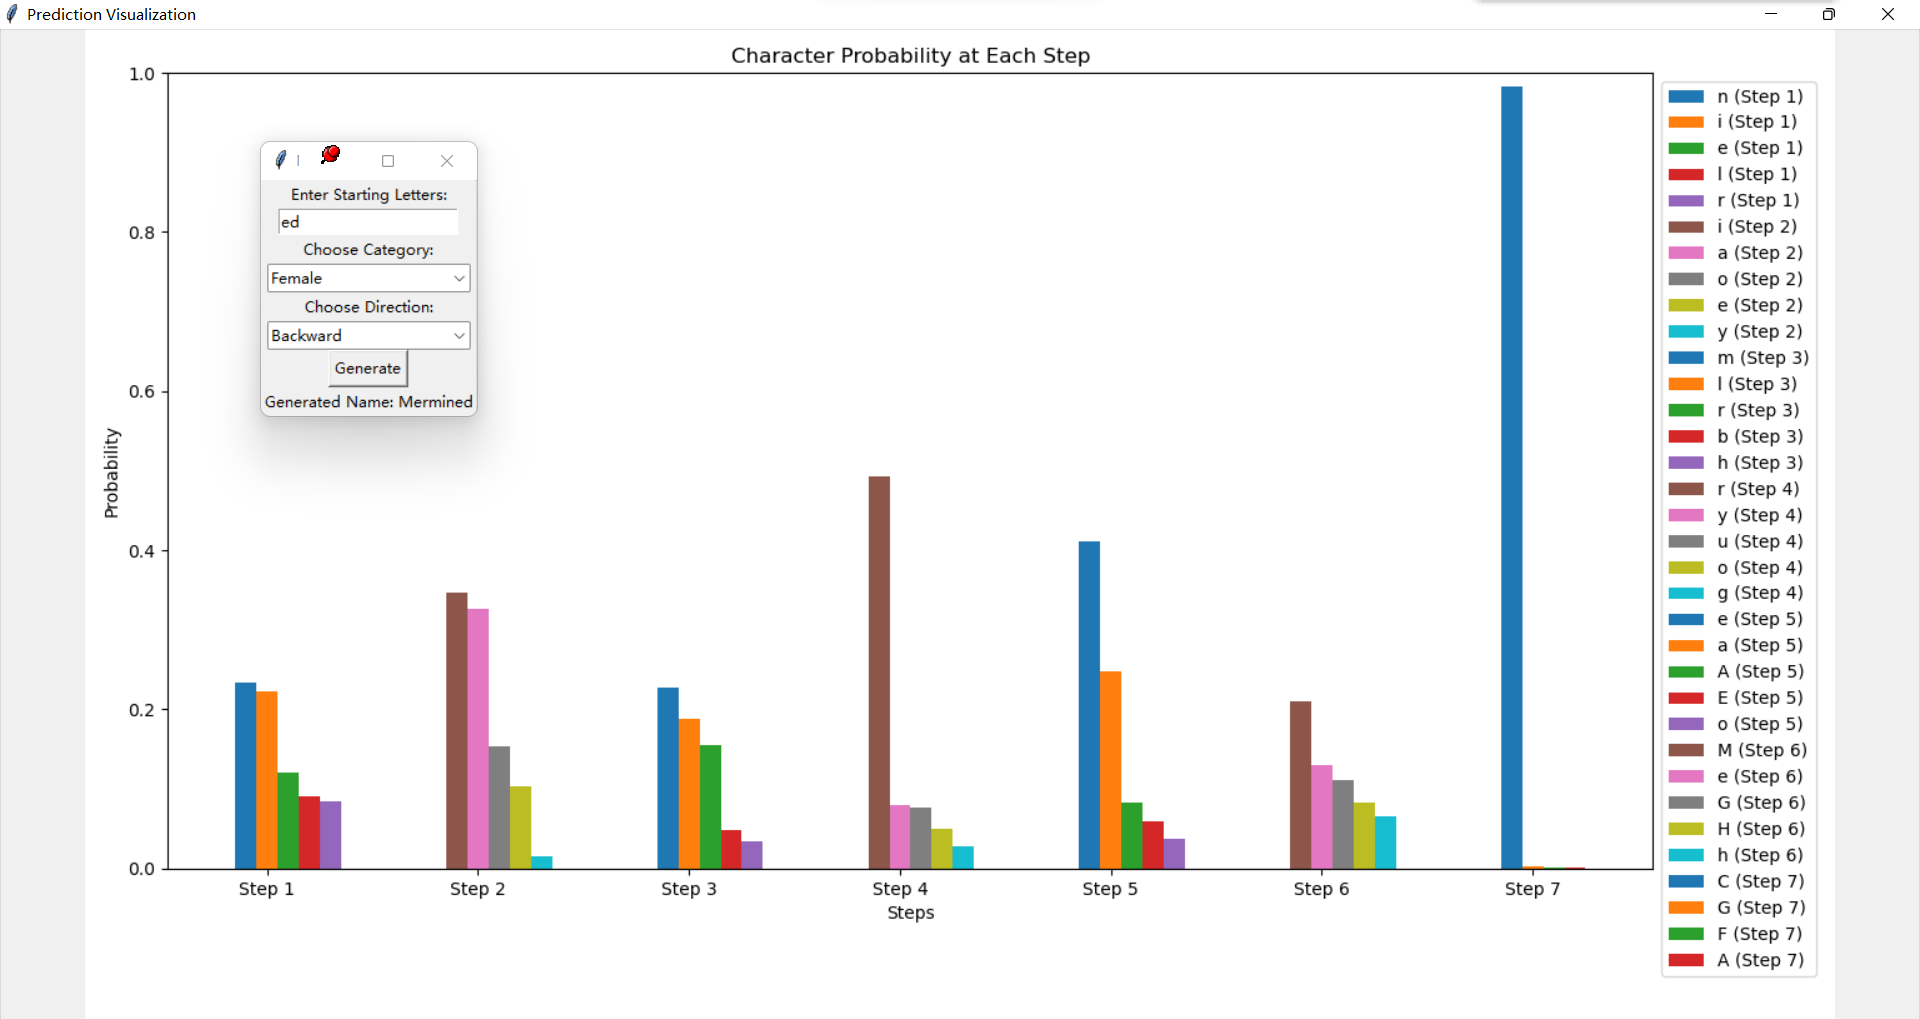 Prediction Visualization
Character Probability at Each Step
1.0
0.8
0.6
0.4
0.2
0.0
Probability
Enter Starting Letters:
ed
Choose Category:
Female
Choose Direction:
Backward
Generate
Generated Name: Mermined
Step 1
Step 2
Step 3
Step 4
Step 5
Step 6
Step 7
Steps
n (Step 1)
i (Step 1)
e (Step 1)
l (Step 1)
r (Step 1)
i (Step 2)
a (Step 2)
o (Step 2)
e (Step 2)
y (Step 2)
m (Step 3)
l (Step 3)
r (Step 3)
b (Step 3)
h (Step 3)
r (Step 4)
y (Step 4)
u (Step 4)
o (Step 4)
g (Step 4)
e (Step 5)
a (Step 5)
A (Step 5)
E (Step 5)
o (Step 5)
M (Step 6)
e (Step 6)
G (Step 6)
H (Step 6)
h (Step 6)
C (Step 7)
G (Step 7)
F (Step 7)
A (Step 7)